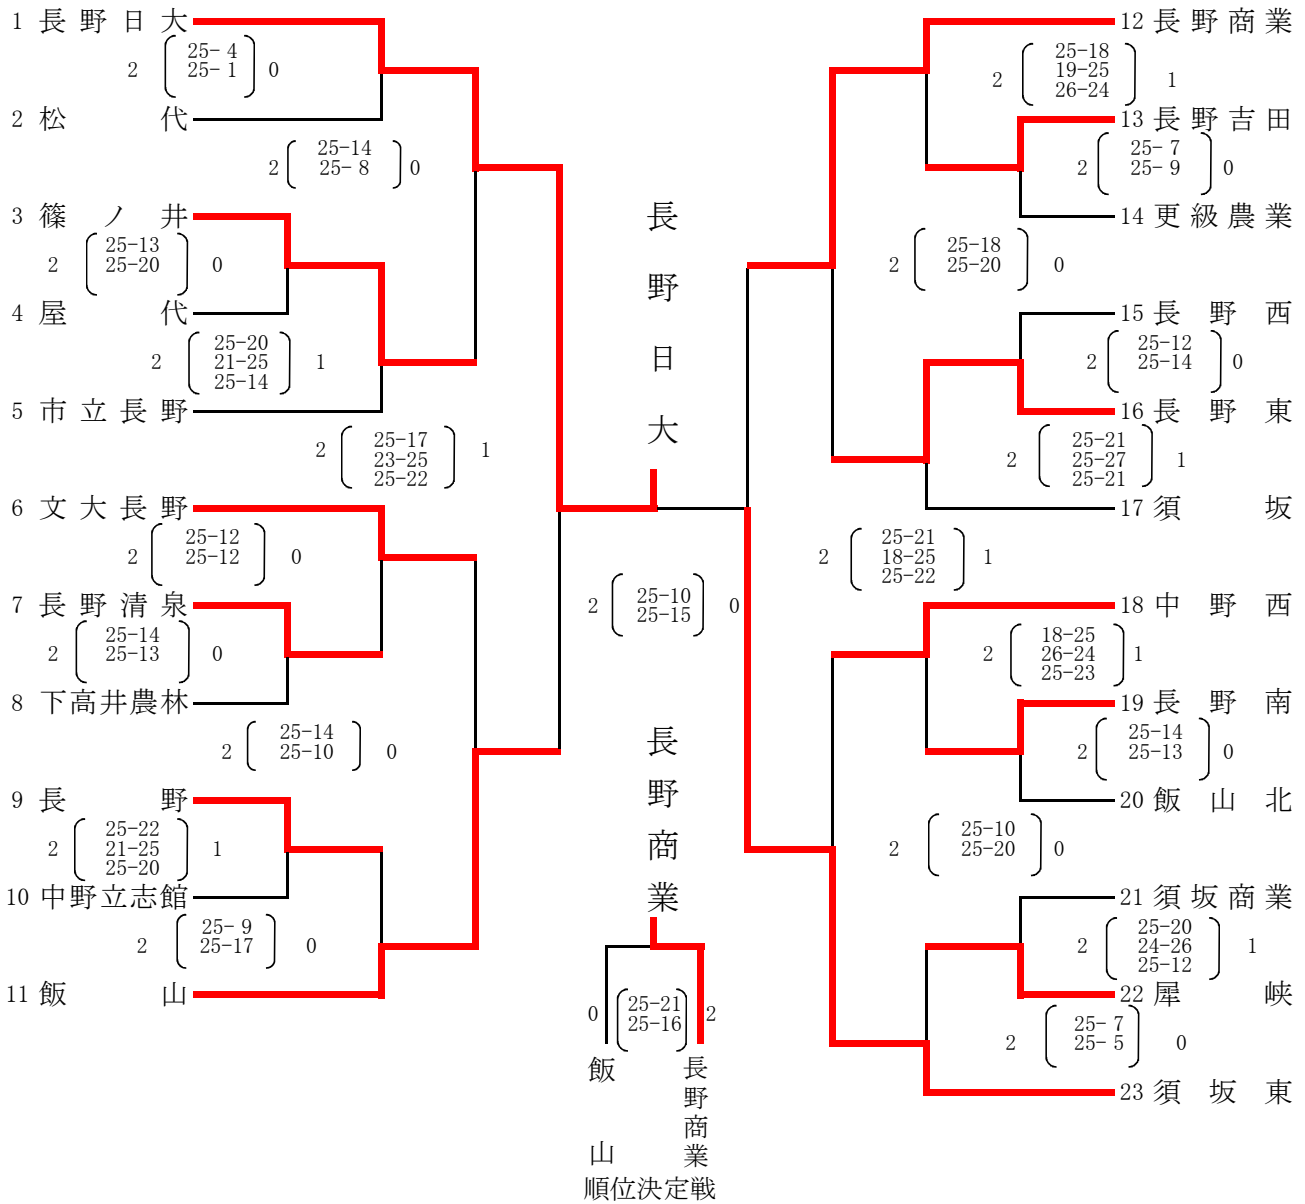 1 長野日大
25- 4
2 25- 1 0
2 松代
25-14
2 25- 8 0
3 篠ノ井
25-13
2 25-20 0
4 屋代
25-20
2 21-25 1
25-14
5 市立長野
25-17
2 23-25 1
25-22
6 文大長野
25-12
2 25-12 0
7 長野清泉
25-14
2 25-13 0
8 下高井農林
25-14
2 25-10 0
9 長野
25-22
2 21-25 1
25-20
10 中野立志館
25- 9
2 25-17 0
11 飯山
長野日大
25-10
2 25-15 0
長野商業
25-21
0 25-16 2
飯山
長野商業
順位決定戦
12 長野商業
25-18
2 19-25 1
26-24
13 長野吉田
25- 7
2 25- 9 0
14 更級農業
25-18
2 25-20 0
15 長野西
25-12
2 25-14 0
16 長野東
25-21
2 25-27 1
25-21
17 須坂
25-21
2 18-25 1
25-22
18 中野西
18-25
2 26-24 1
25-23
19 長野南
25-14
2 25-13 0
20 飯山北
25-10
2 25-20 0
21 須坂商業
25-20
2 24-26 1
25-12
22 犀峡
25- 7
2 25- 5 0
23 須坂東